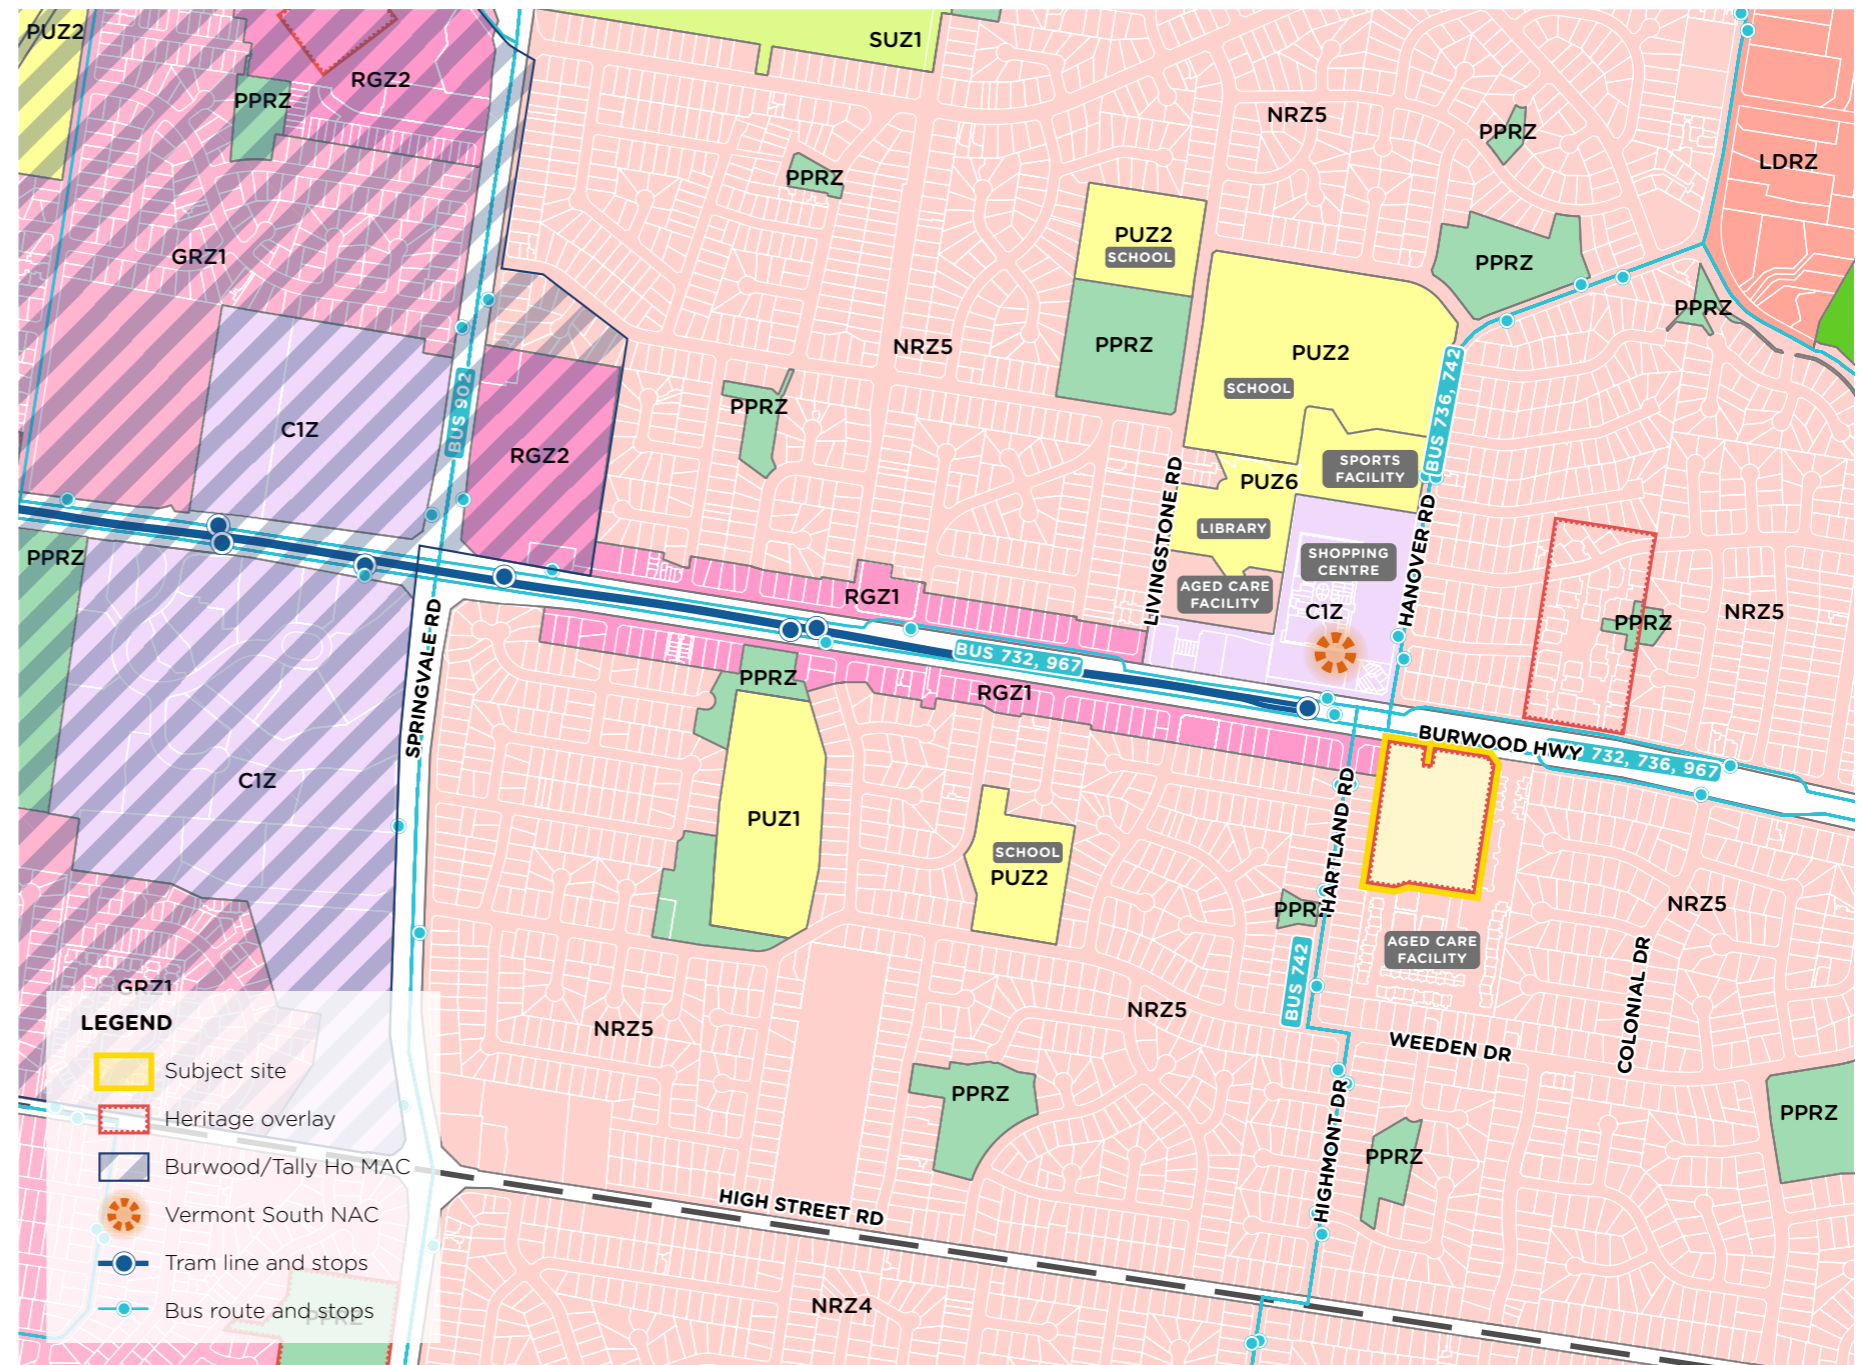 PUZ2
SUZ1
RGZ2
PPRZ
NRZ5
PPRZ
LDRZ
PPRZ
PUZ2
SCHOOL
GRZ1
PPRZ
PPRZ
NRZ5
PPRZ
PUZ2
SCHOOL
BUS 736, 742
PPRZ
BUS 902
C1Z
RGZ2
SPORTS
FACILITY
PUZ6
LIBRARY
LIVINGSTONE RD
HANOVER RD
SHOPPING
CENTRE
PPRZ
AGED CARE
FACILITY
RGZ1
C1Z
PPRZ
NRZ5
SPRINGVALE RD
BUS 732, 967
PPRZ
RGZ1
BURWOOD HWY
732, 736, 967
C1Z
PUZ1
SCHOOL
PUZ2
HARTLAND RD
PPR
NRZ5
AGED CARE
FACILITY
BUS 742
COLONIAL DR
GRZ1
NRZ5
NRZ5
WEEDEN DR
PPRZ
PPRZ
PPRZ
HIGHMONT DR
HIGH STREET RD
NRZ4
LEGEND
Subject site
Heritage overlay
Burwood/Tally Ho MAC
Vermont South NAC
Tram line and stops
Bus route and stops
PPRZ